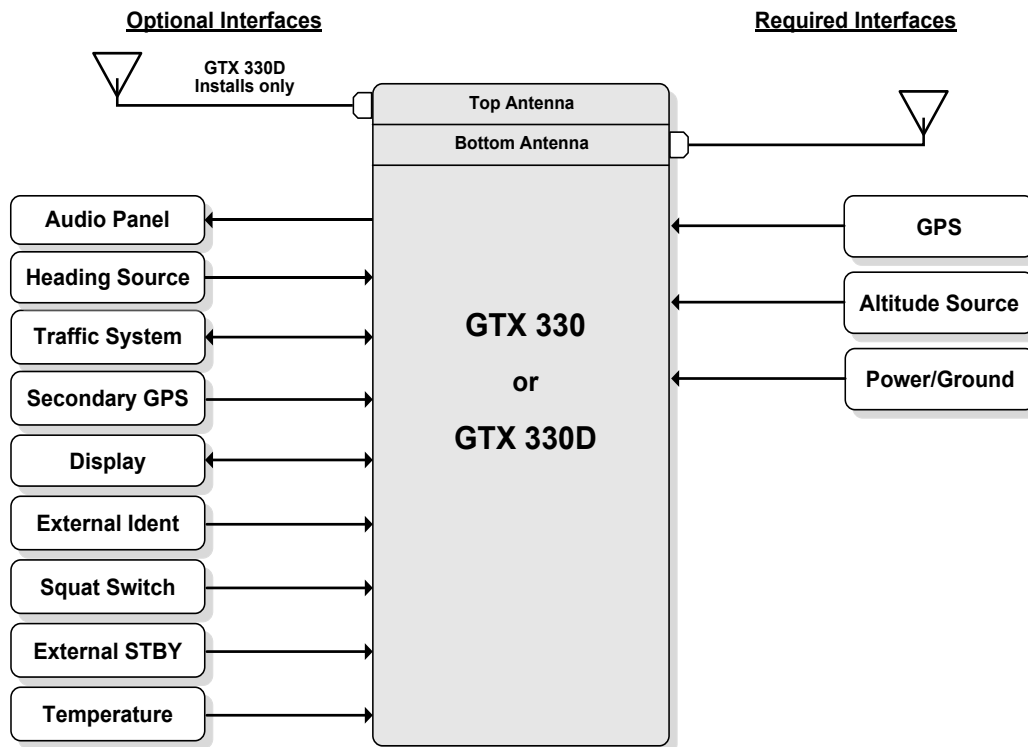 Optional Interfaces
Required Interfaces
GTX 330D
Installs only
Top Antenna
Bottom Antenna
Audio Panel
Heading Source
Traffic System
Secondary GPS
Display
External Ident
Squat Switch
External STBY
Temperature
GTX 330
or
GTX 330D
GPS
Altitude Source
Power/Ground